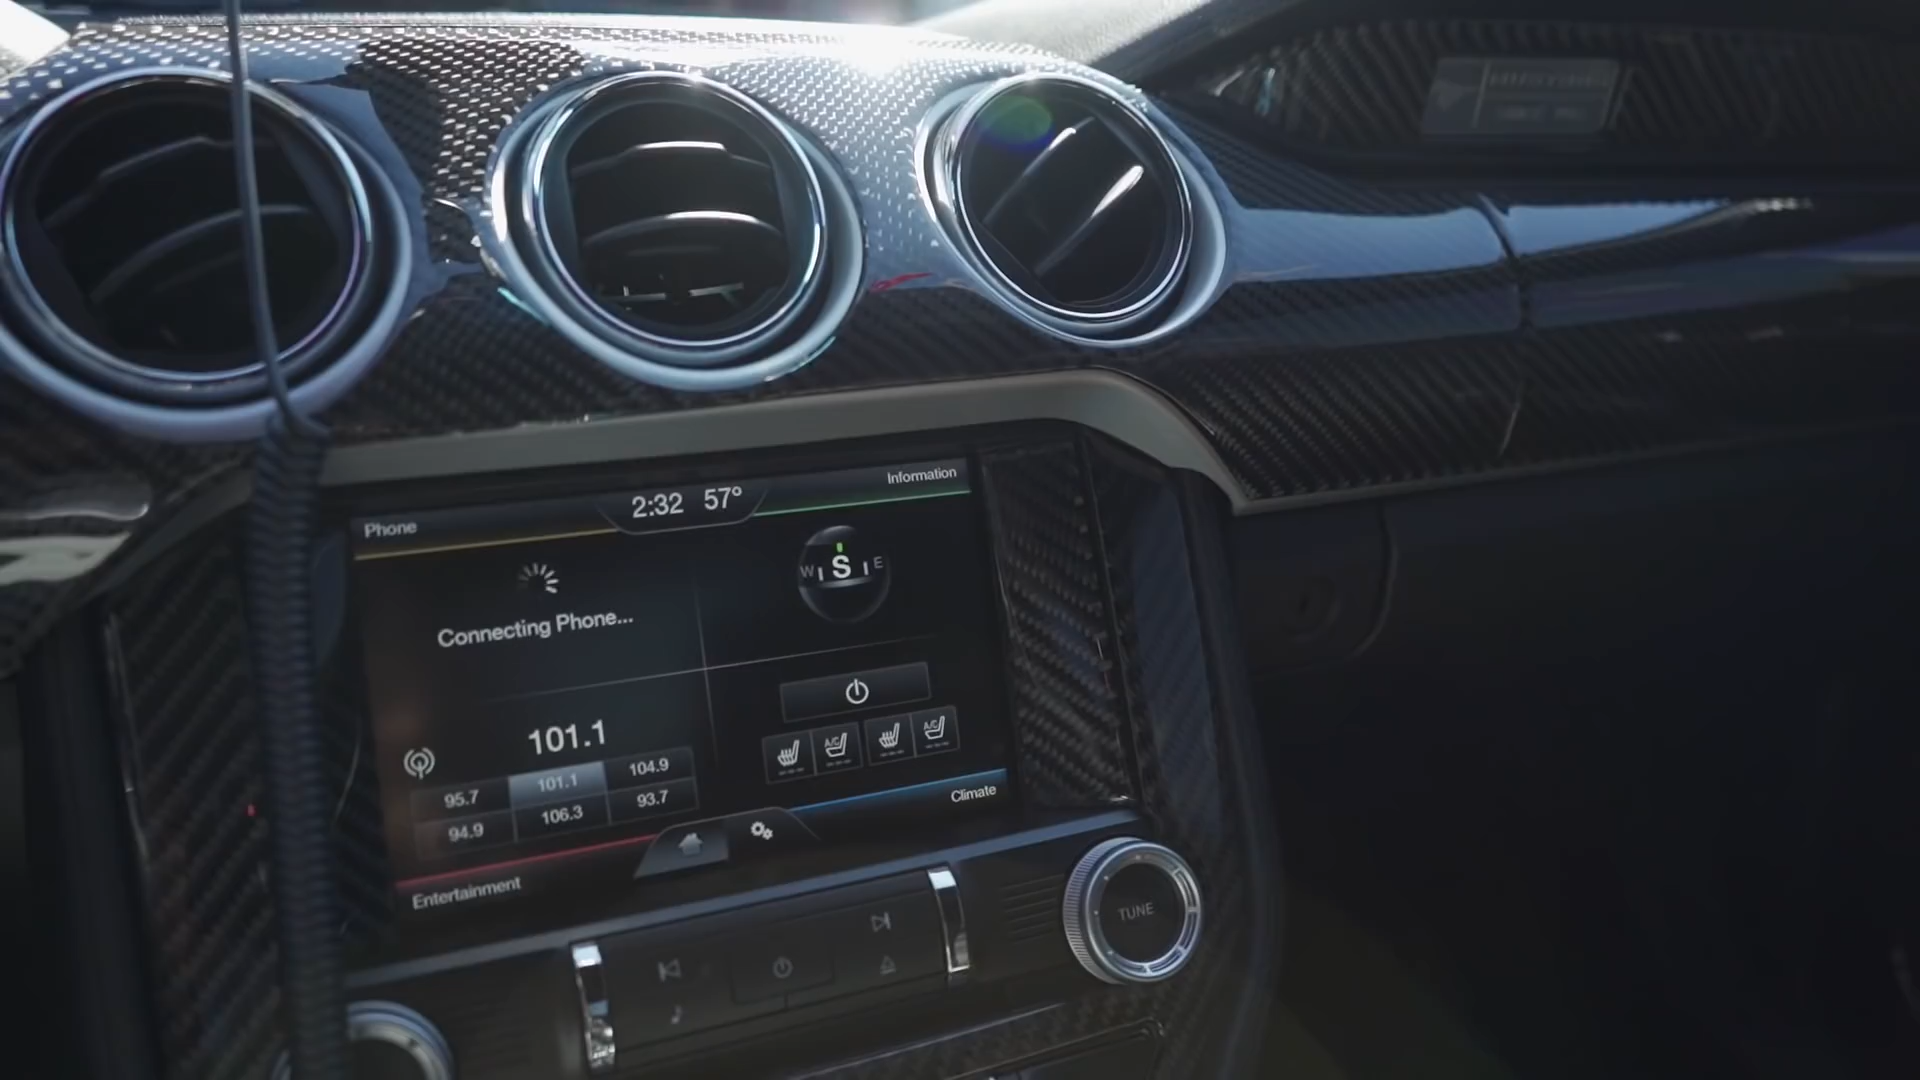 MUSTANG
Information
2:32 57°
Phone
W S E
Connecting Phone...
101.1
95.7 101.1 104.9
94.9 106.3 93.7
A/C A/C
Climate
Entertainment
TUNE